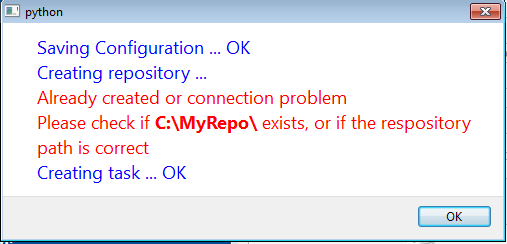 python
Saving Configuration ... OK
Creating repository ...
Already created or connection problem
Please check if C:\MyRepo\ exists, or if the respository
path is correct
Creating task ... OK
OK